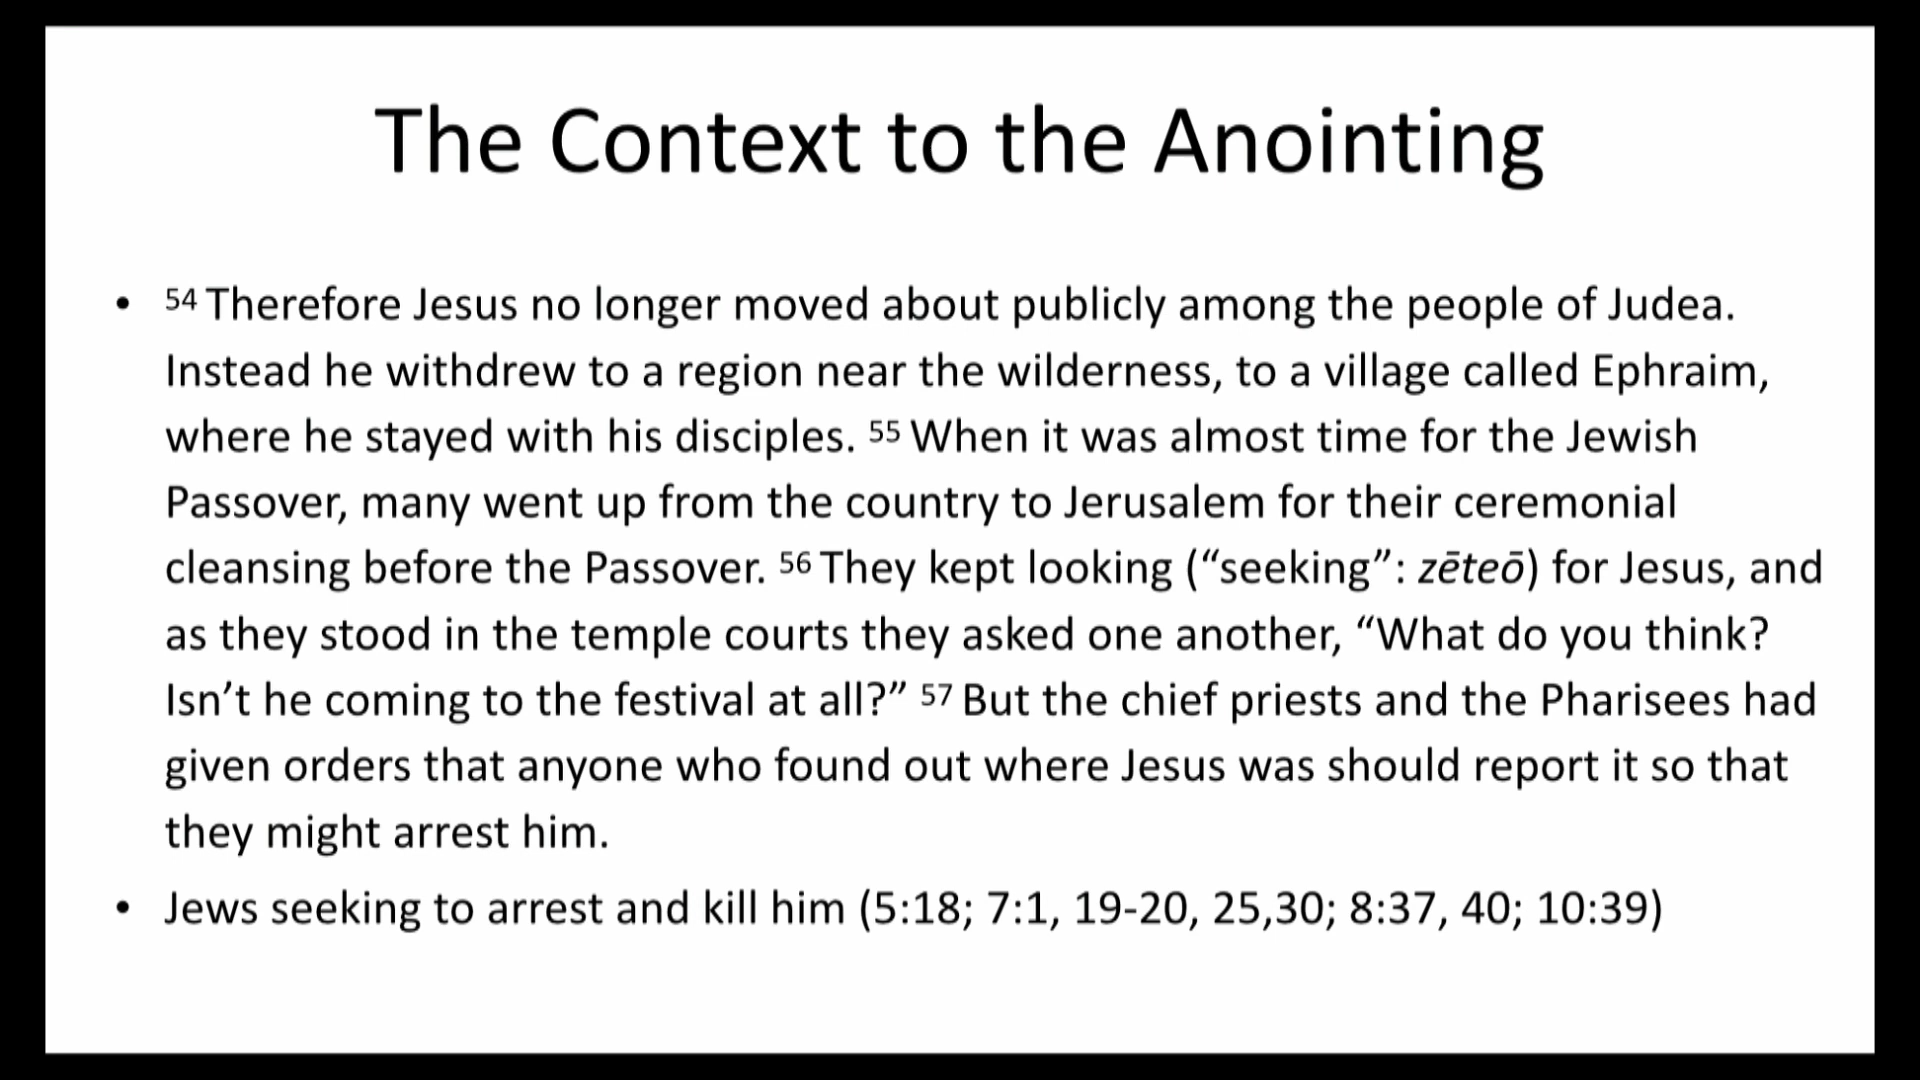 The Context to the Anointing
• 54 Therefore Jesus no longer moved about publicly among the people of Judea.
Instead he withdrew to a region near the wilderness, to a village called Ephraim,
where he stayed with his disciples. 55 When it was almost time for the Jewish
Passover, many went up from the country to Jerusalem for their ceremonial
cleansing before the Passover. 56 They kept looking (“seeking”: zēteō) for Jesus, and
as they stood in the temple courts they asked one another, “What do you think?
Isn’t he coming to the festival at all?” 57 But the chief priests and the Pharisees had
given orders that anyone who found out where Jesus was should report it so that
they might arrest him.
• Jews seeking to arrest and kill him (5:18; 7:1, 19-20, 25,30; 8:37, 40; 10:39)